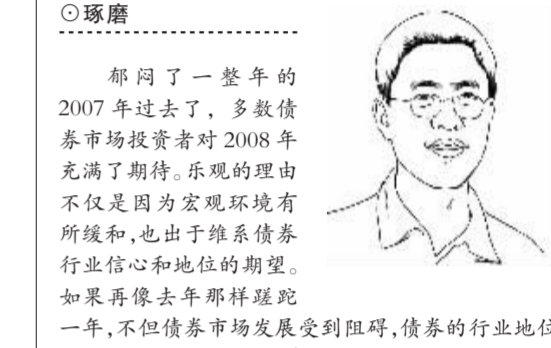 ⊙琢磨
郁闷了一整年的
2007年过去了，多数债
券市场投资者对2008年
充满了期待。乐观的理由
不仅是因为宏观环境有
所缓和，也出于维系债券
行业信心和地位的期望。
如果再像去年那样蹉跎
一年，不但债券市场发展受到阻碍，债券的行业地位